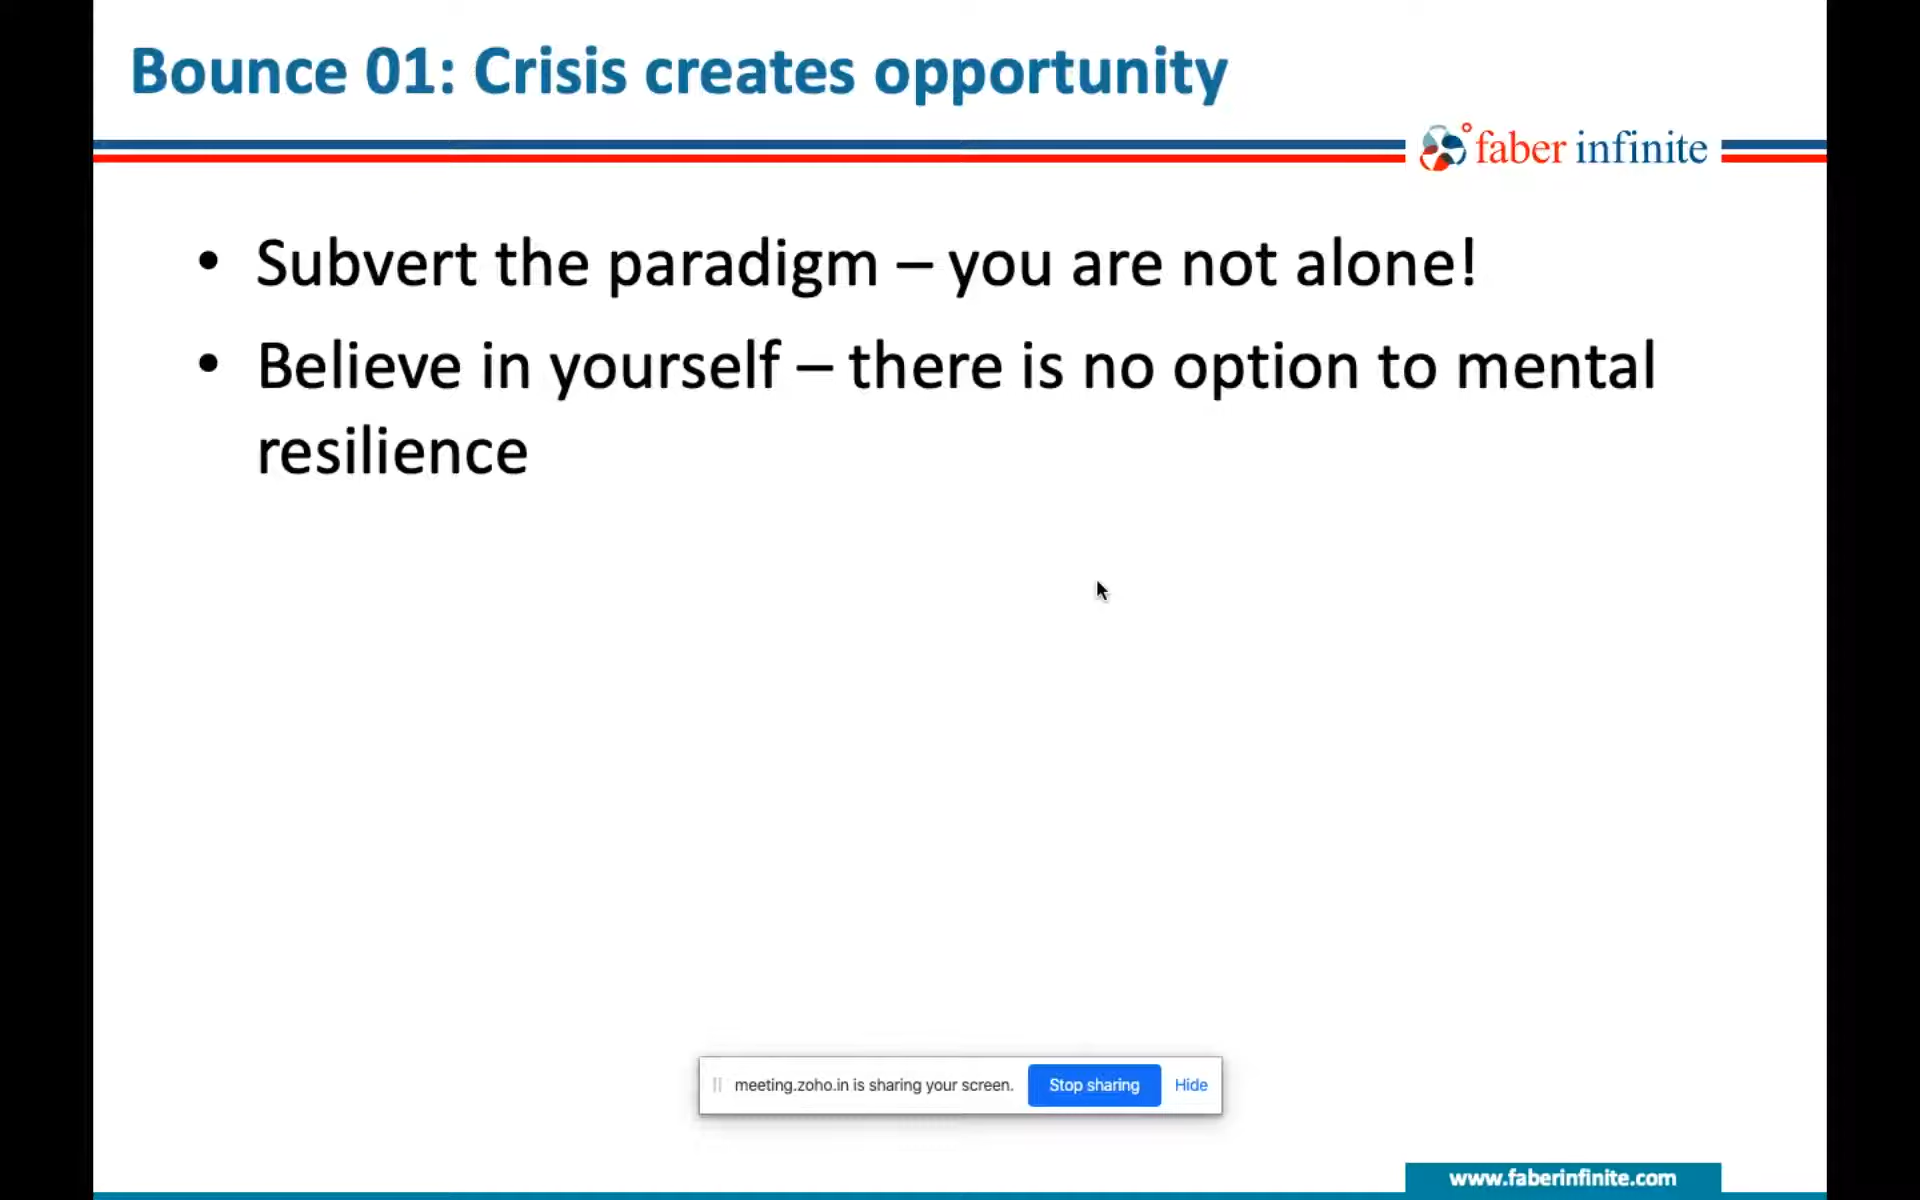 Bounce 01: Crisis creates opportunity
faber infinite
• Subvert the paradigm – you are not alone!
• Believe in yourself – there is no option to mental
resilience
meeting.zoho.in is sharing your screen. Stop sharing Hide
www.faberinfinite.com